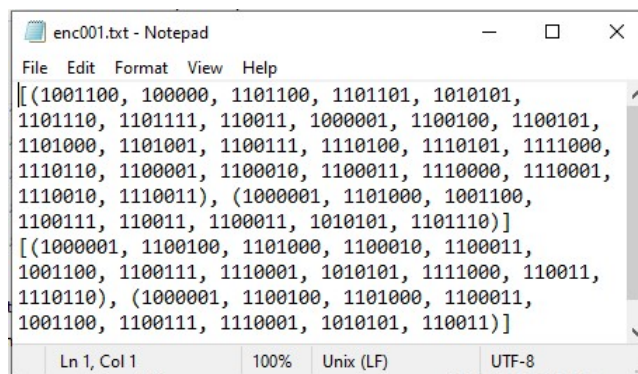 enc001.txt - Notepad
File Edit Format View Help
[(1001100, 100000, 1101100, 1101101, 1010101,
1101110, 1101111, 110011, 1000001, 1100100, 1100101,
1101000, 1101001, 1100111, 1110100, 1110101, 1111000,
1110110, 1100001, 1100010, 1100011, 1110000, 1110001,
1110010, 1110011), (1000001, 1101000, 1001100,
1100111, 110011, 1100011, 1010101, 1101110)]
[(1000001, 1100100, 1101000, 1100010, 1100011,
1001100, 1100111, 1110001, 1010101, 1111000, 110011,
1110110), (1000001, 1100100, 1101000, 1100011,
1001100, 1100111, 1110001, 1010101, 110011)]
Ln 1, Col 1 100% Unix (LF) UTF-8